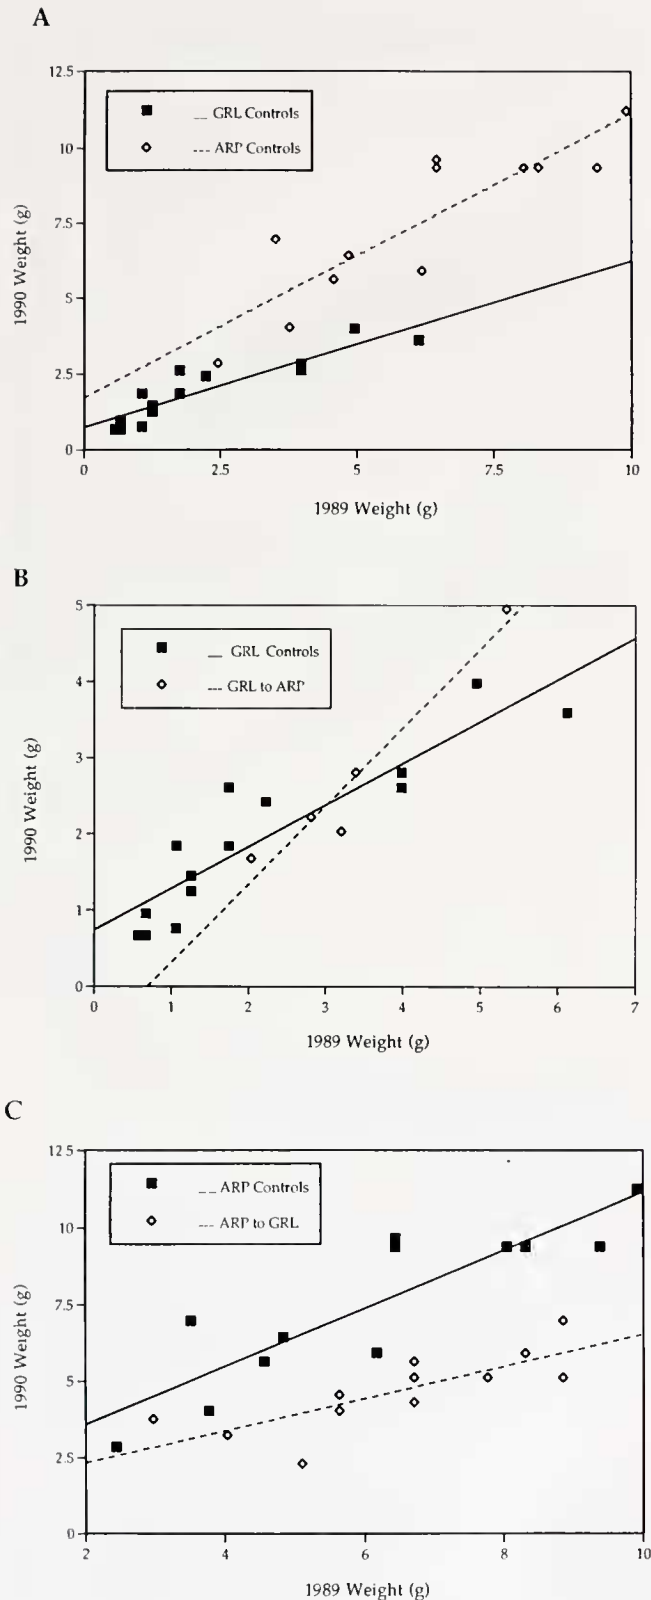 A
12.5
GRL Controls
ARP Controls
10
7.5
1990 Weight (g)
5
2.5
0
0 2.5 5 7.5 10
1989 Weight (g)
B
5
GRL Controls
GRL to ARP
4
3
1990 Weight (g)
2
1
0
0 1 2 3 4 5 6 7
1989 Weight (g)
C
12.5
ARP Controls
ARP to GRL
10
7.5
1990 Weight (g)
5
2.5
0
2 4 6 8 10
1989 Weight (g)